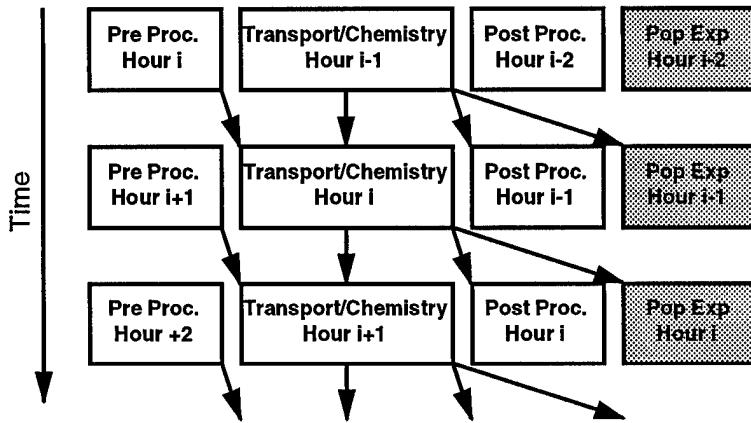 Pre Proc.
Hour i
Transport/Chemistry
Hour i-1
Post Proc.
Hour i-2
Pop Exp
Hour i-2
Pre Proc.
Hour i+1
Transport/Chemistry
Hour i
Post Proc.
Hour i-1
Pop Exp
Hour i-1
Pre Proc.
Hour +2
Transport/Chemistry
Hour i+1
Post Proc.
Hour i
Pop Exp
Hour i
Time